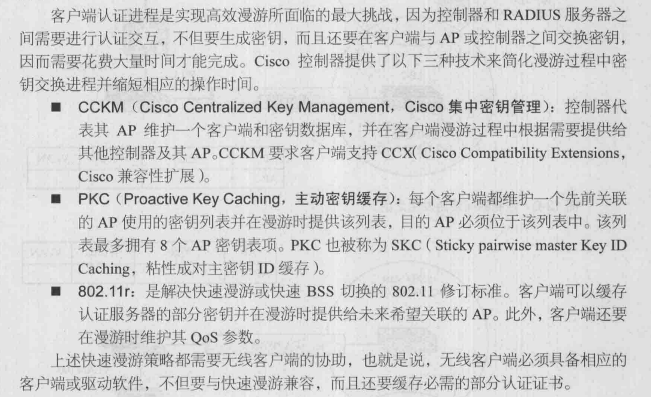 客户端认证进程是实现高效漫游所面临的最大挑战，因为控制器和 RADIUS 服务器之
间需要进行认证交互，不但要生成密钥，而且还要在客户端与 AP 或控制器之间交换密钥，
因而需要花费大量时间才能完成。Cisco 控制器提供了以下三种技术来简化漫游过程中密
钥交换进程并缩短相应的操作时间。
■ CCKM（Cisco Centralized Key Management，Cisco 集中密钥管理）：控制器代
表其 AP 维护一个客户端和密钥数据库，并在客户端漫游过程中根据需要提供给
其他控制器及其 AP。CCKM 要求客户端支持 CCX（Cisco Compatibility Extensions，
Cisco 兼容性扩展）。
■ PKC（Proactive Key Caching，主动密钥缓存）：每个客户端都维护一个先前关联
的 AP 使用的密钥列表并在漫游时提供该列表，目的 AP 必须位于该列表中。该列
表最多拥有 8 个 AP 密钥表项。PKC 也被称为 SKC（Sticky pairwise master Key ID
Caching，粘性成对主密钥 ID 缓存）。
■ 802.11r：是解决快速漫游或快速 BSS 切换的 802.11 修订标准。客户端可以缓存
认证服务器的部分密钥并在漫游时提供给未来希望关联的 AP。此外，客户端还要
在漫游时维护其 QoS 参数。
上述快速漫游策略都需要无线客户端的协助，也就是说，无线客户端必须具备相应的
客户端或驱动软件，不但要与快速漫游兼容，而且还要缓存必需的部分认证证书。